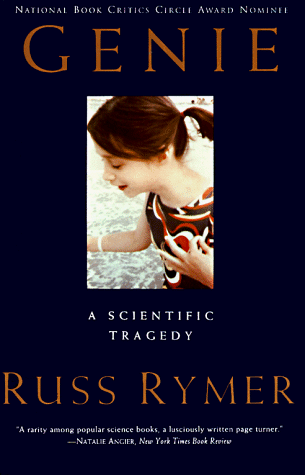 NATIONAL BOOK CRITICS CIRCLE AWARD NOMINEE
GENIE
A SCIENTIFIC
TRAGEDY
RUSS RYMER
"A rarity among popular science books, a lusciously written page turner."
—NATALIE ANGIER, New York Times Book Review